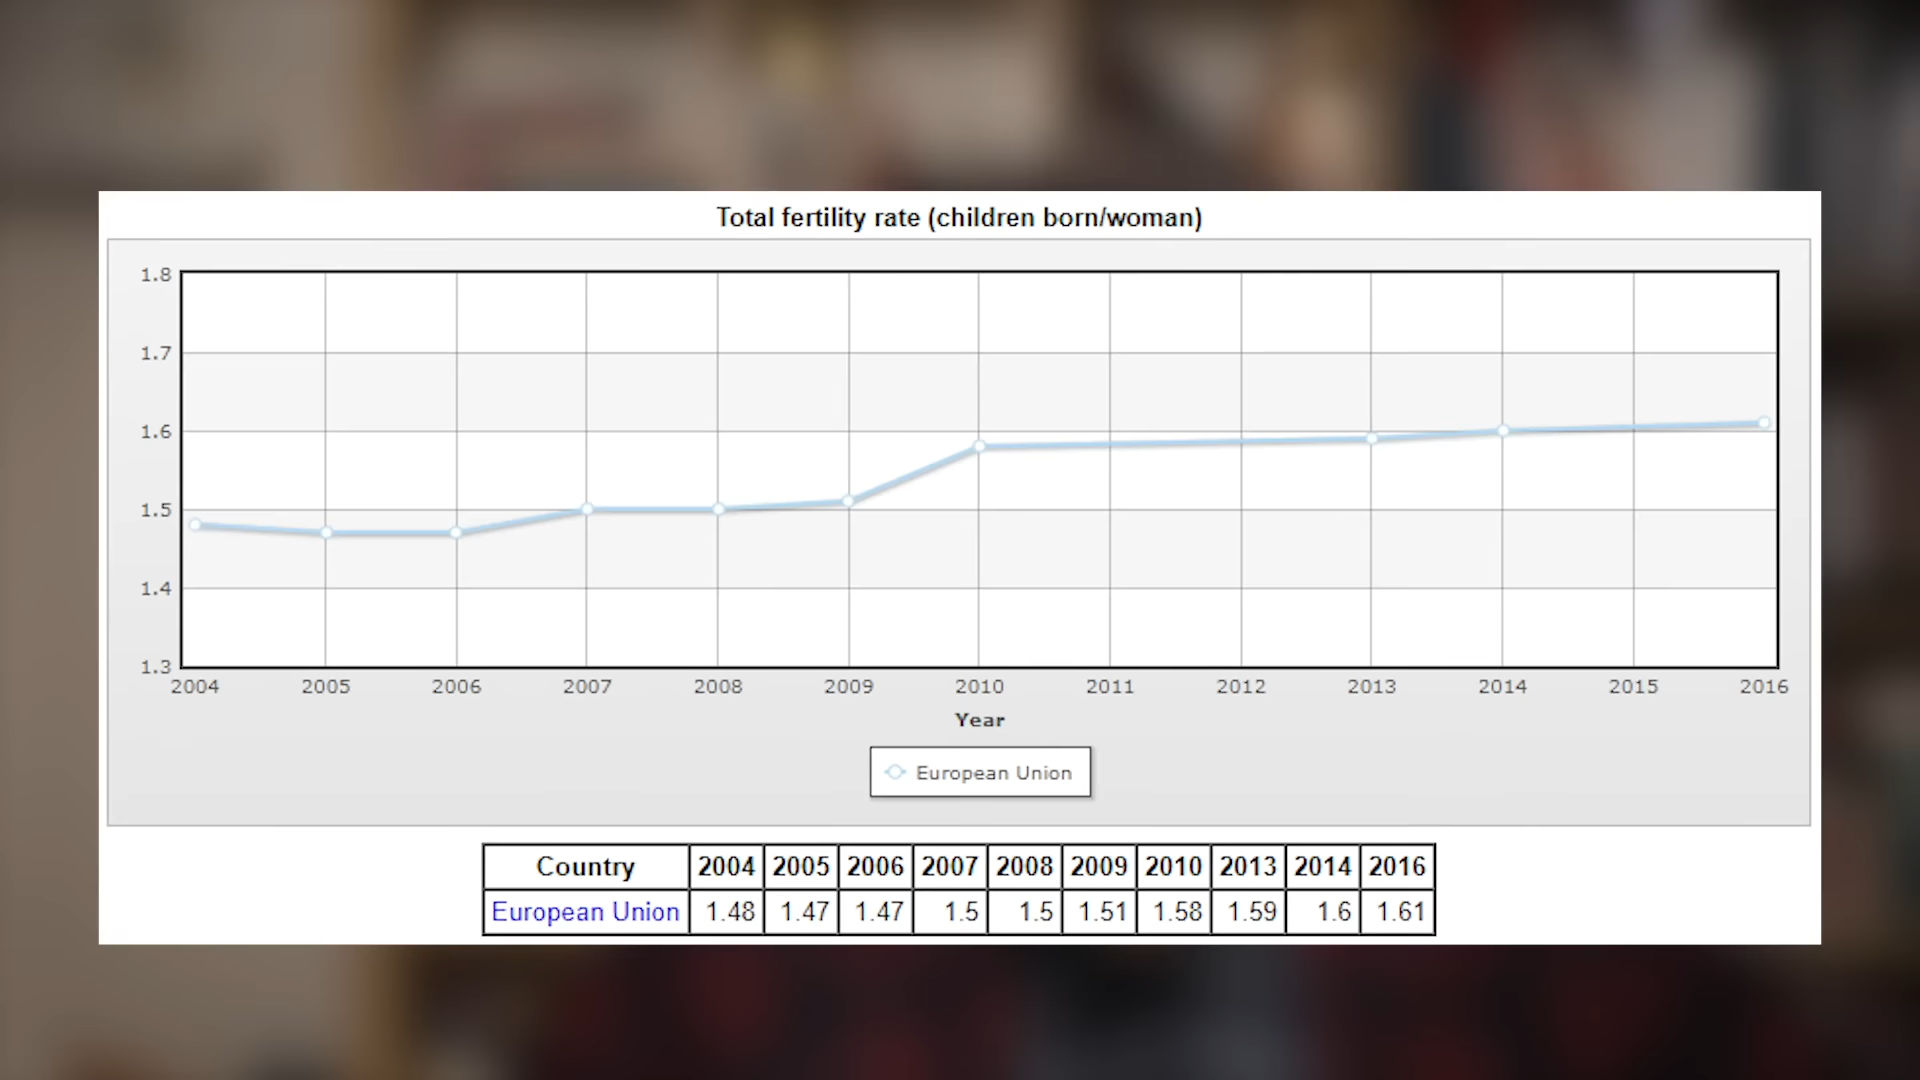 Total fertility rate (children born/woman)
1.8
1.7
1.6
1.5
1.4
1.3
2004 2005 2006 2007 2008 2009 2010 2011 2012 2013 2014 2015 2016
Year
European Union
Country 2004 2005 2006 2007 2008 2009 2010 2013 2014 2016
European Union 1.48 1.47 1.47 1.5 1.5 1.51 1.58 1.59 1.6 1.61